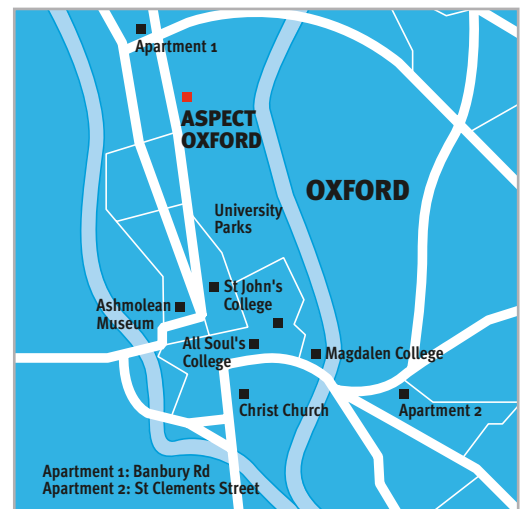 Apartment 1
ASPECT
OXFORD
OXFORD
University
Parks
St John's
College
Ashmolean
Museum
All Soul's
College
Magdalen College
Christ Church
Apartment 2
Apartment 1: Banbury Rd
Apartment 2: St Clements Street